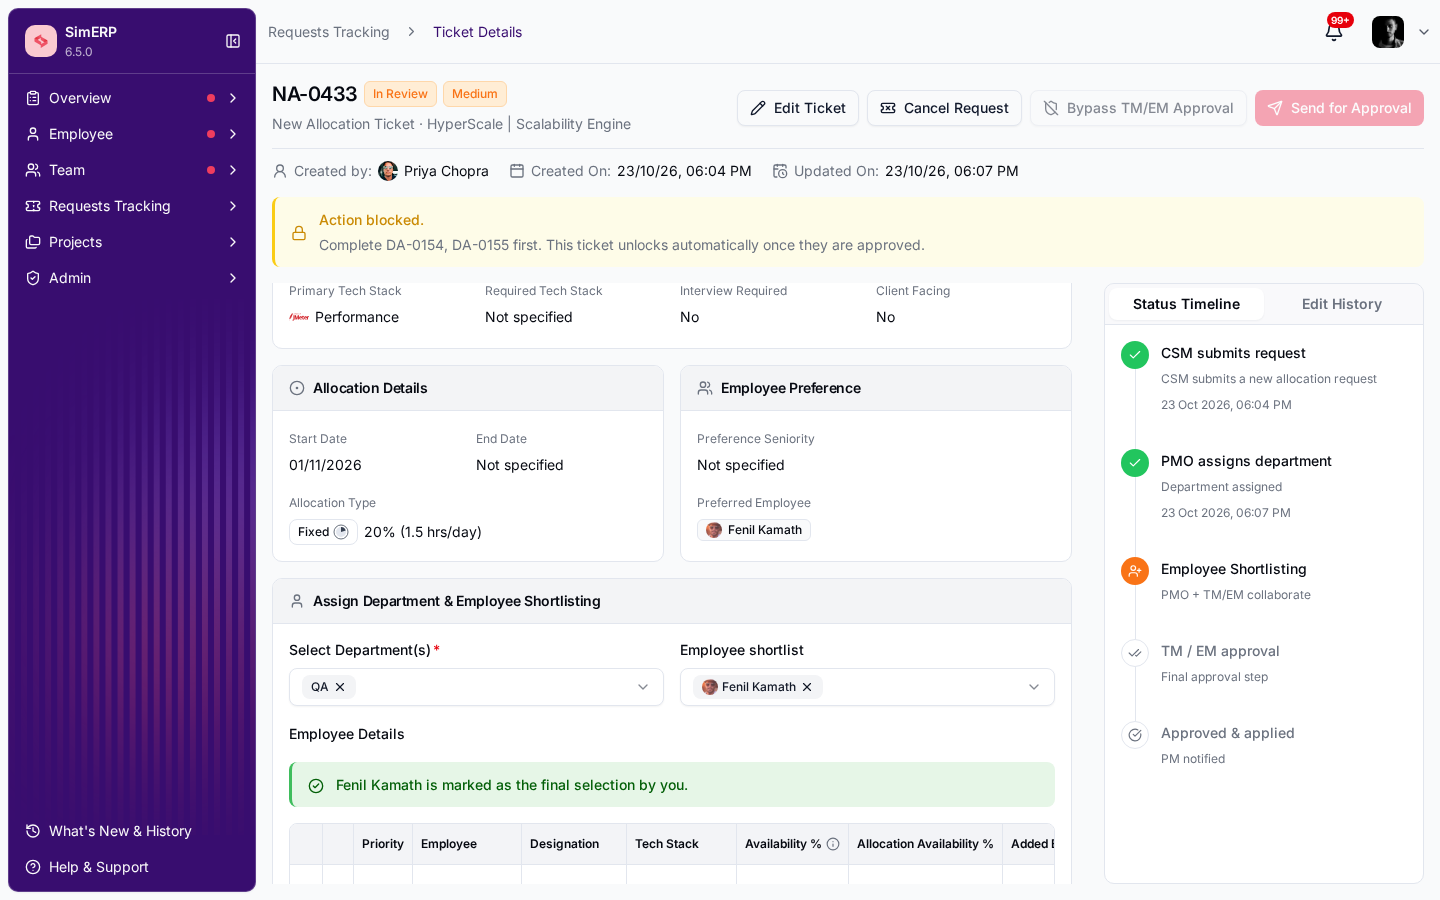 SimERP
6.5.0
Overview
Employee
Team
Requests Tracking
Projects
Admin
What's New & History
Help & Support
Requests Tracking
Ticket Details
99+
NA-0433
In Review
Medium
New Allocation Ticket · HyperScale | Scalability Engine
Edit Ticket
Cancel Request
Bypass TM/EM Approval
Send for Approval
Created by:
Priya Chopra
Created On:
23/10/26, 06:04 PM
Updated On:
23/10/26, 06:07 PM
Action blocked.
Complete DA-0154, DA-0155 first. This ticket unlocks automatically once they are approved.
Primary Tech Stack
Required Tech Stack
Interview Required
Client Facing
Performance
Not specified
No
No
Allocation Details
Start Date
End Date
01/11/2026
Not specified
Allocation Type
Fixed
20% (1.5 hrs/day)
Employee Preference
Preference Seniority
Not specified
Preferred Employee
Fenil Kamath
Assign Department & Employee Shortlisting
Select Department(s)*
Employee shortlist
QA
Fenil Kamath
Employee Details
Fenil Kamath is marked as the final selection by you.
Priority
Employee
Designation
Tech Stack
Availability %
Allocation Availability %
Added
Status Timeline
Edit History
CSM submits request
CSM submits a new allocation request
23 Oct 2026, 06:04 PM
PMO assigns department
Department assigned
23 Oct 2026, 06:07 PM
Employee Shortlisting
PMO + TM/EM collaborate
TM / EM approval
Final approval step
Approved & applied
PM notified